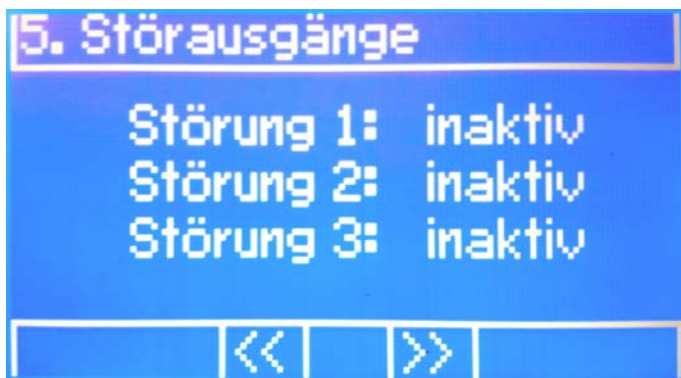 5. Störausgänge
Störung 1: inaktiv
Störung 2: inaktiv
Störung 3: inaktiv
<< >>